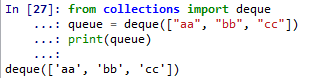 In [27]: from collections import deque
...: queue = deque(["aa", "bb", "cc"])
...: print(queue)
...:
deque(['aa', 'bb', 'cc'])